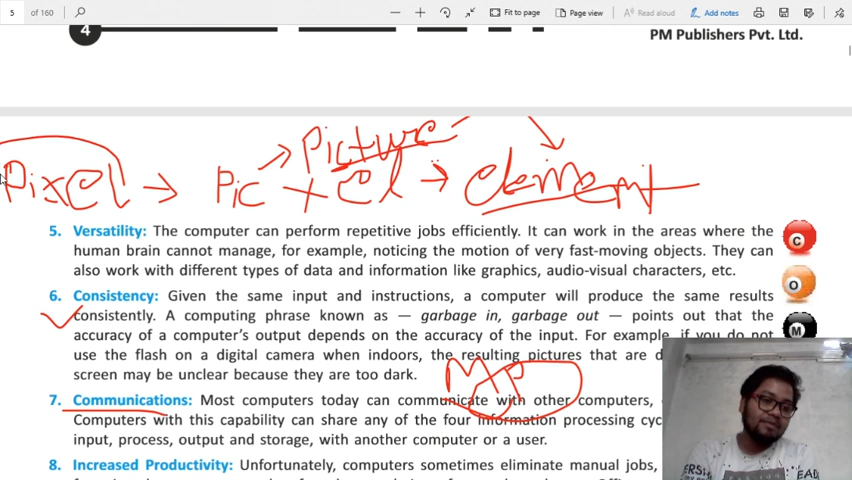 5 of 160 Fit to page Page view Read aloud Add notes
4 PM Publishers Pvt. Ltd.
Picture
Pixel → Pic + el → element
5. Versatility: The computer can perform repetitive jobs efficiently. It can work in the areas where the
human brain cannot manage, for example, noticing the motion of very fast-moving objects. They can
also work with different types of data and information like graphics, audio-visual characters, etc.
C
O
M
6. Consistency: Given the same input and instructions, a computer will produce the same results
consistently. A computing phrase known as — garbage in, garbage out — points out that the
accuracy of a computer's output depends on the accuracy of the input. For example, if you do not
use the flash on a digital camera when indoors, the resulting pictures that are d
screen may be unclear because they are too dark.
MP
7. Communications: Most computers today can communicate with other computers,
Computers with this capability can share any of the four information processing cyc
input, process, output and storage, with another computer or a user.
8. Increased Productivity: Unfortunately, computers sometimes eliminate manual jobs,